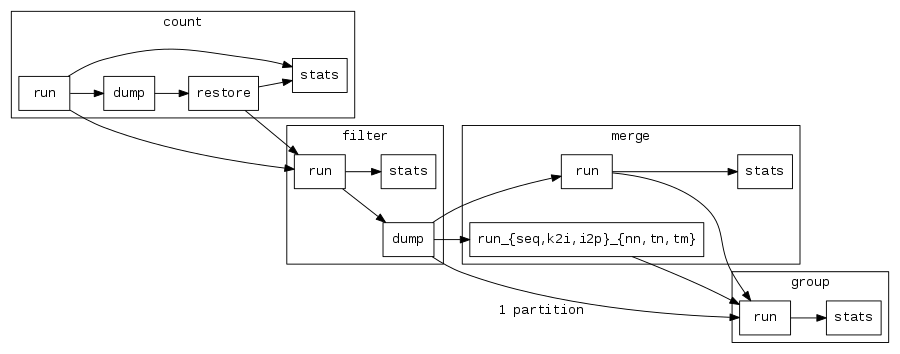 count
run
dump
restore
stats
filter
run
stats
dump
merge
run
stats
run_{seq,k2i,i2p}_{nn,tn,tm}
1 partition
group
run
stats